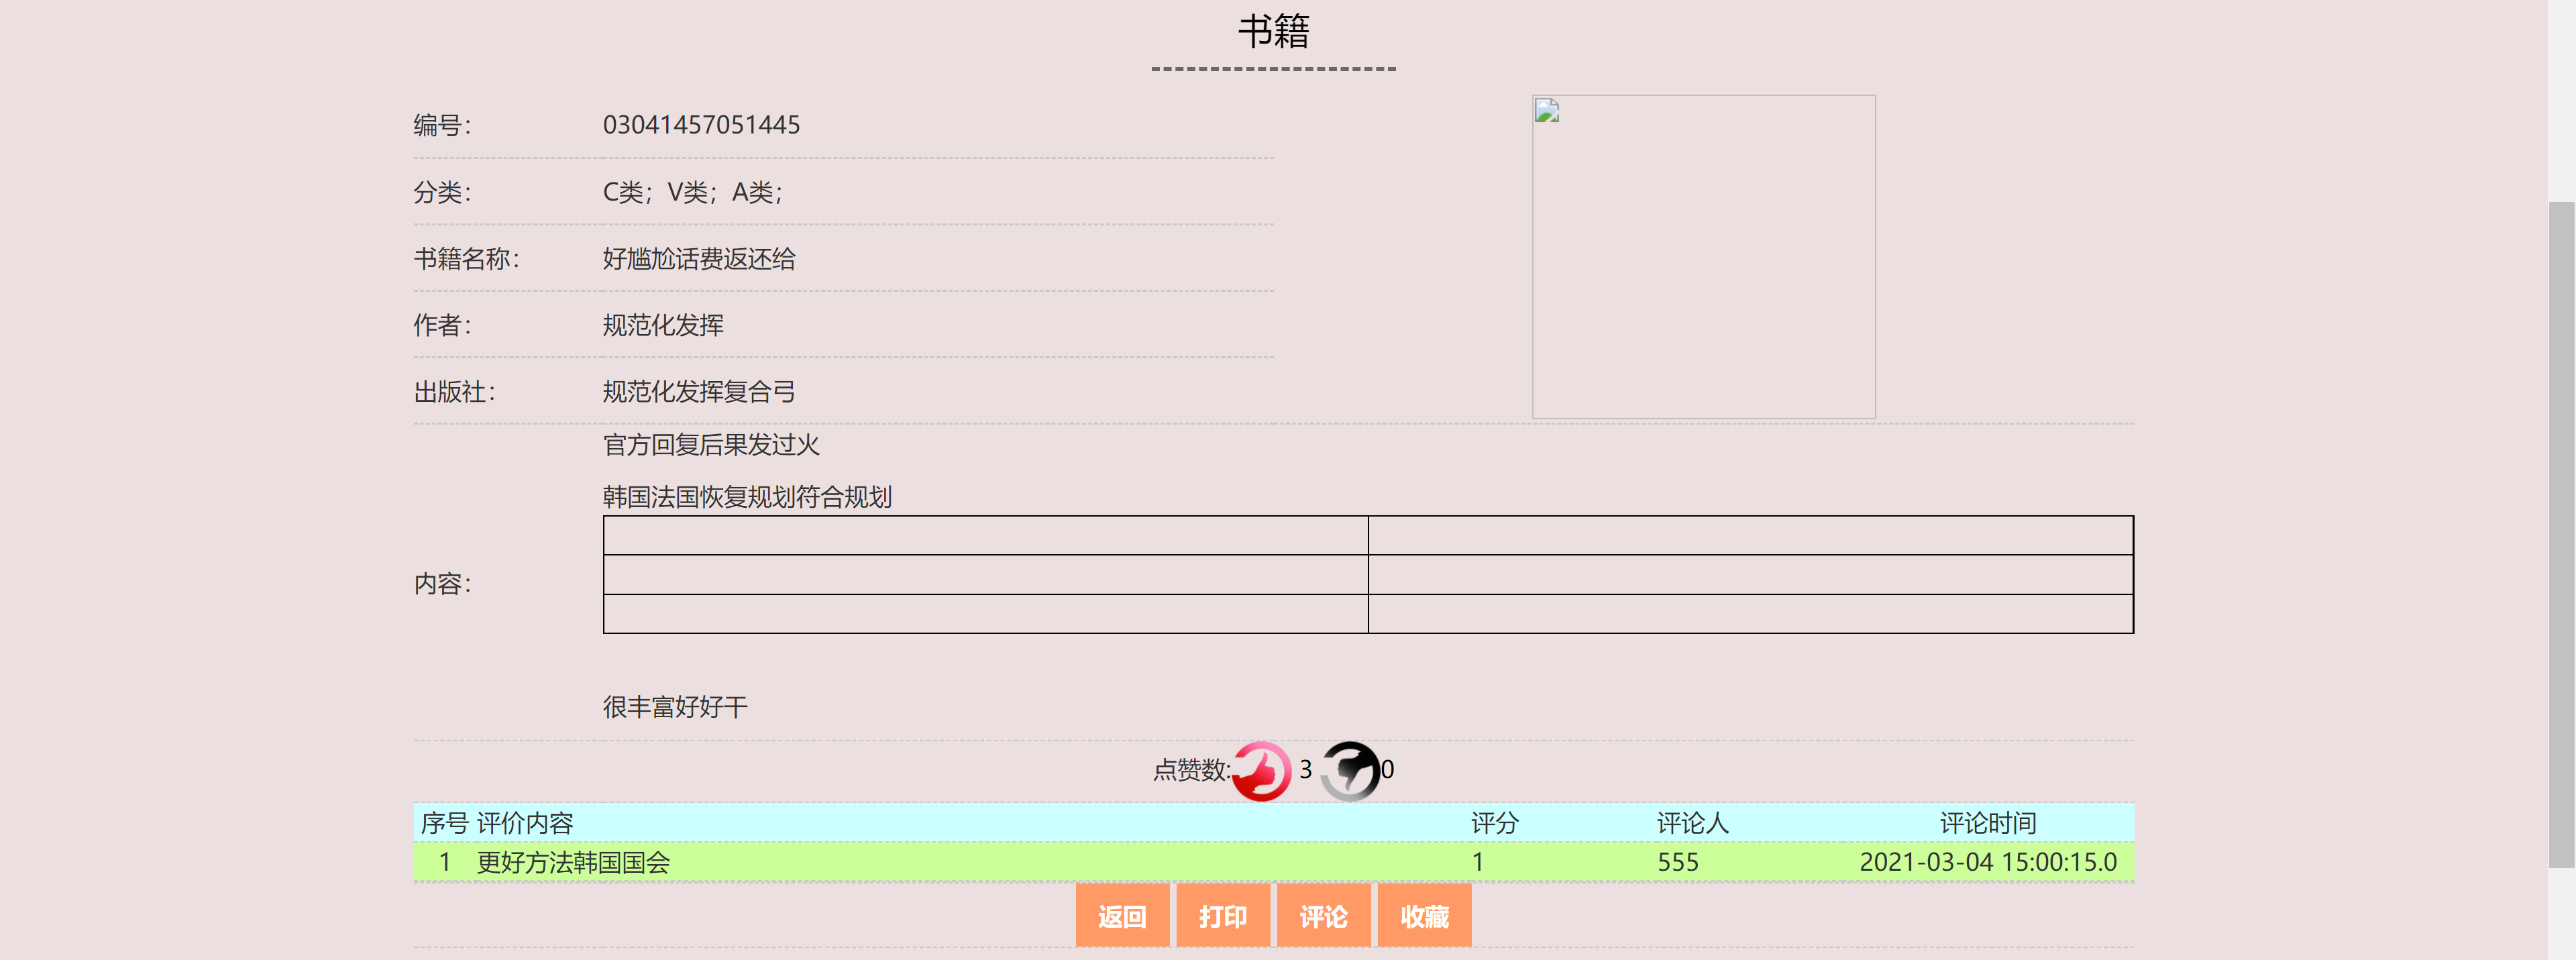 书籍
编号： 03041457051445
分类： C类；V类；A类；
书籍名称： 好尴尬话费返还给
作者： 规范化发挥
出版社： 规范化发挥复合弓
官方回复后果发过火
韩国法国恢复规划符合规划
内容：
很丰富好好干
点赞数: 3 0
序号 评价内容 评分 评论人 评论时间
1 更好方法韩国国会 1 555 2021-03-04 15:00:15.0
返回 打印 评论 收藏